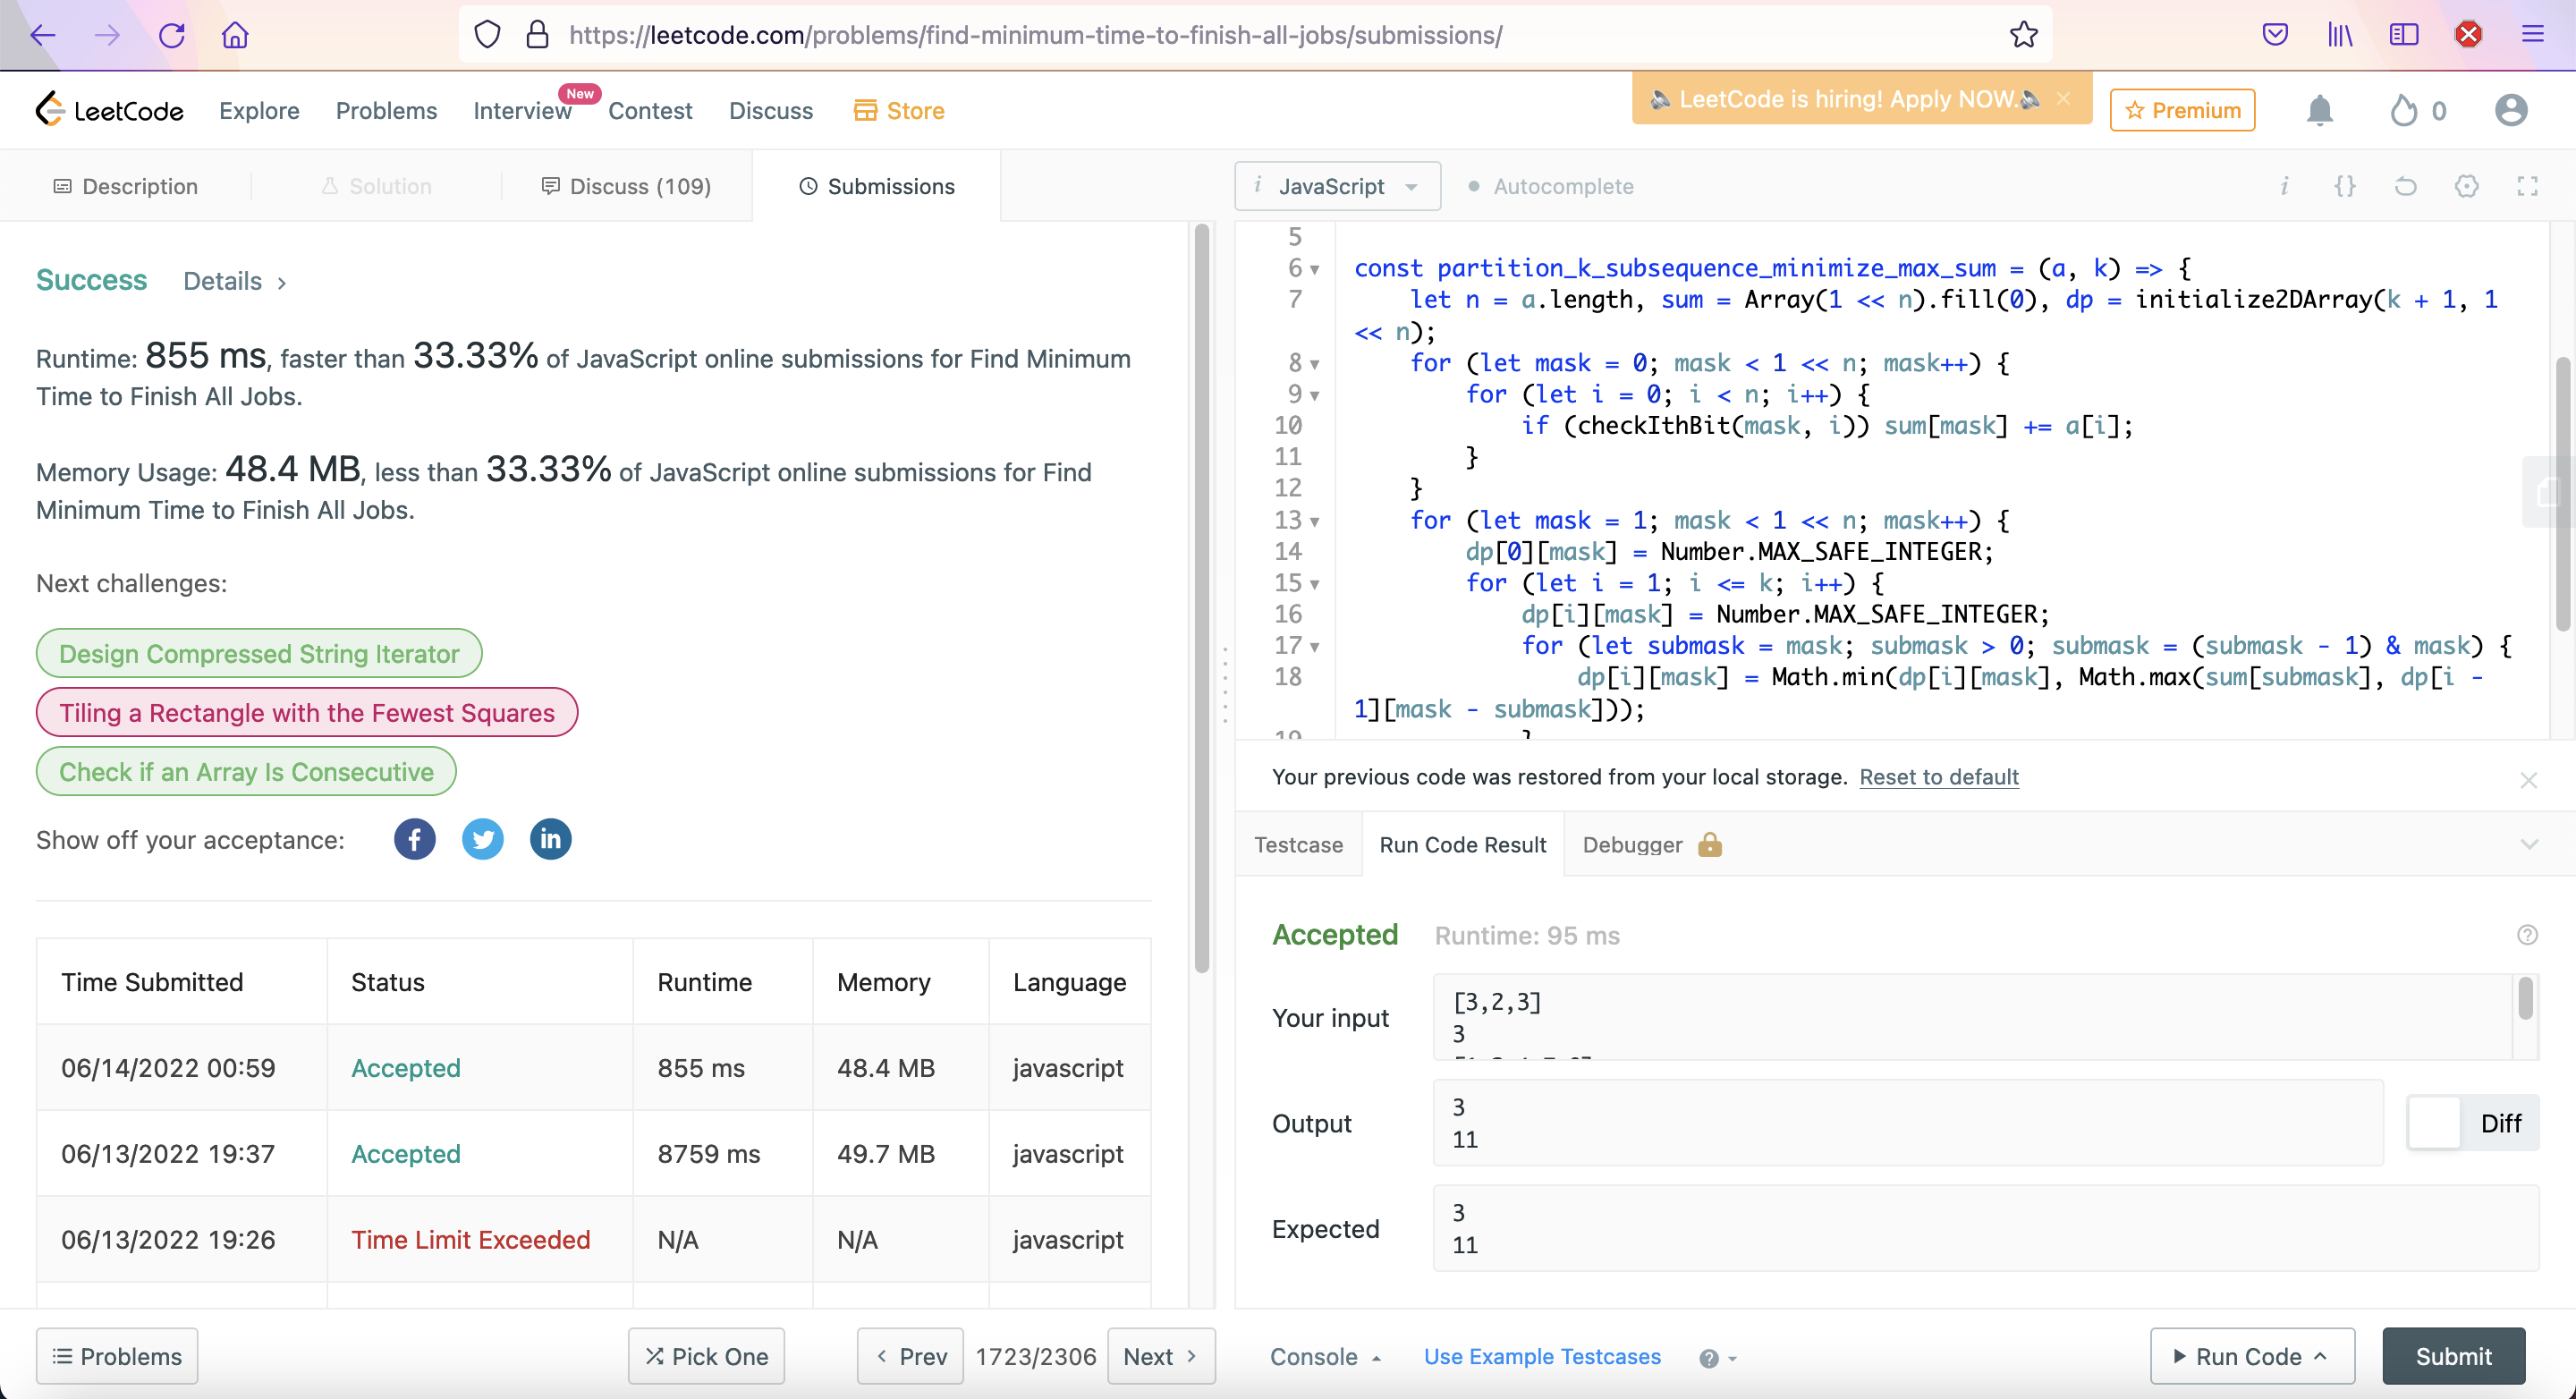 https://leetcode.com/problems/find-minimum-time-to-finish-all-jobs/submissions/
LeetCode
Explore
Problems
Interview
New
Contest
Discuss
Store
LeetCode is hiring! Apply NOW.
Premium
0
Description
Solution
Discuss (109)
Submissions
Success
Details
Runtime: 855 ms, faster than 33.33% of JavaScript online submissions for Find Minimum
Time to Finish All Jobs.
Memory Usage: 48.4 MB, less than 33.33% of JavaScript online submissions for Find
Minimum Time to Finish All Jobs.
Next challenges:
Design Compressed String Iterator
Tiling a Rectangle with the Fewest Squares
Check if an Array Is Consecutive
Show off your acceptance:
Time Submitted Status Runtime Memory Language
06/14/2022 00:59 Accepted 855 ms 48.4 MB javascript
06/13/2022 19:37 Accepted 8759 ms 49.7 MB javascript
06/13/2022 19:26 Time Limit Exceeded N/A N/A javascript
Problems
Pick One
Prev
1723/2306
Next
i JavaScript
Autocomplete
5
6 const partition_k_subsequence_minimize_max_sum = (a, k) => {
7 let n = a.length, sum = Array(1 << n).fill(0), dp = initialize2DArray(k + 1, 1
<< n);
8 for (let mask = 0; mask < 1 << n; mask++) {
9 for (let i = 0; i < n; i++) {
10 if (checkIthBit(mask, i)) sum[mask] += a[i];
11 }
12 }
13 for (let mask = 1; mask < 1 << n; mask++) {
14 dp[0][mask] = Number.MAX_SAFE_INTEGER;
15 for (let i = 1; i <= k; i++) {
16 dp[i][mask] = Number.MAX_SAFE_INTEGER;
17 for (let submask = mask; submask > 0; submask = (submask - 1) & mask) {
18 dp[i][mask] = Math.min(dp[i][mask], Math.max(sum[submask], dp[i -
1][mask - submask]));
19 }
Your previous code was restored from your local storage. Reset to default
Testcase
Run Code Result
Debugger
Accepted Runtime: 95 ms
Your input
[3,2,3]
3
Output
3
11
Diff
Expected
3
11
Console
Use Example Testcases
Run Code
Submit